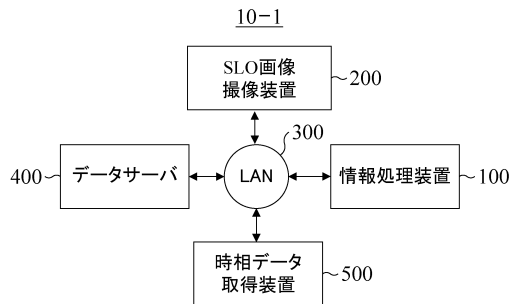 10-1
SLO画像
撮像装置
200
300
400
データサーバ
LAN
情報処理装置
100
時相データ
取得装置
500